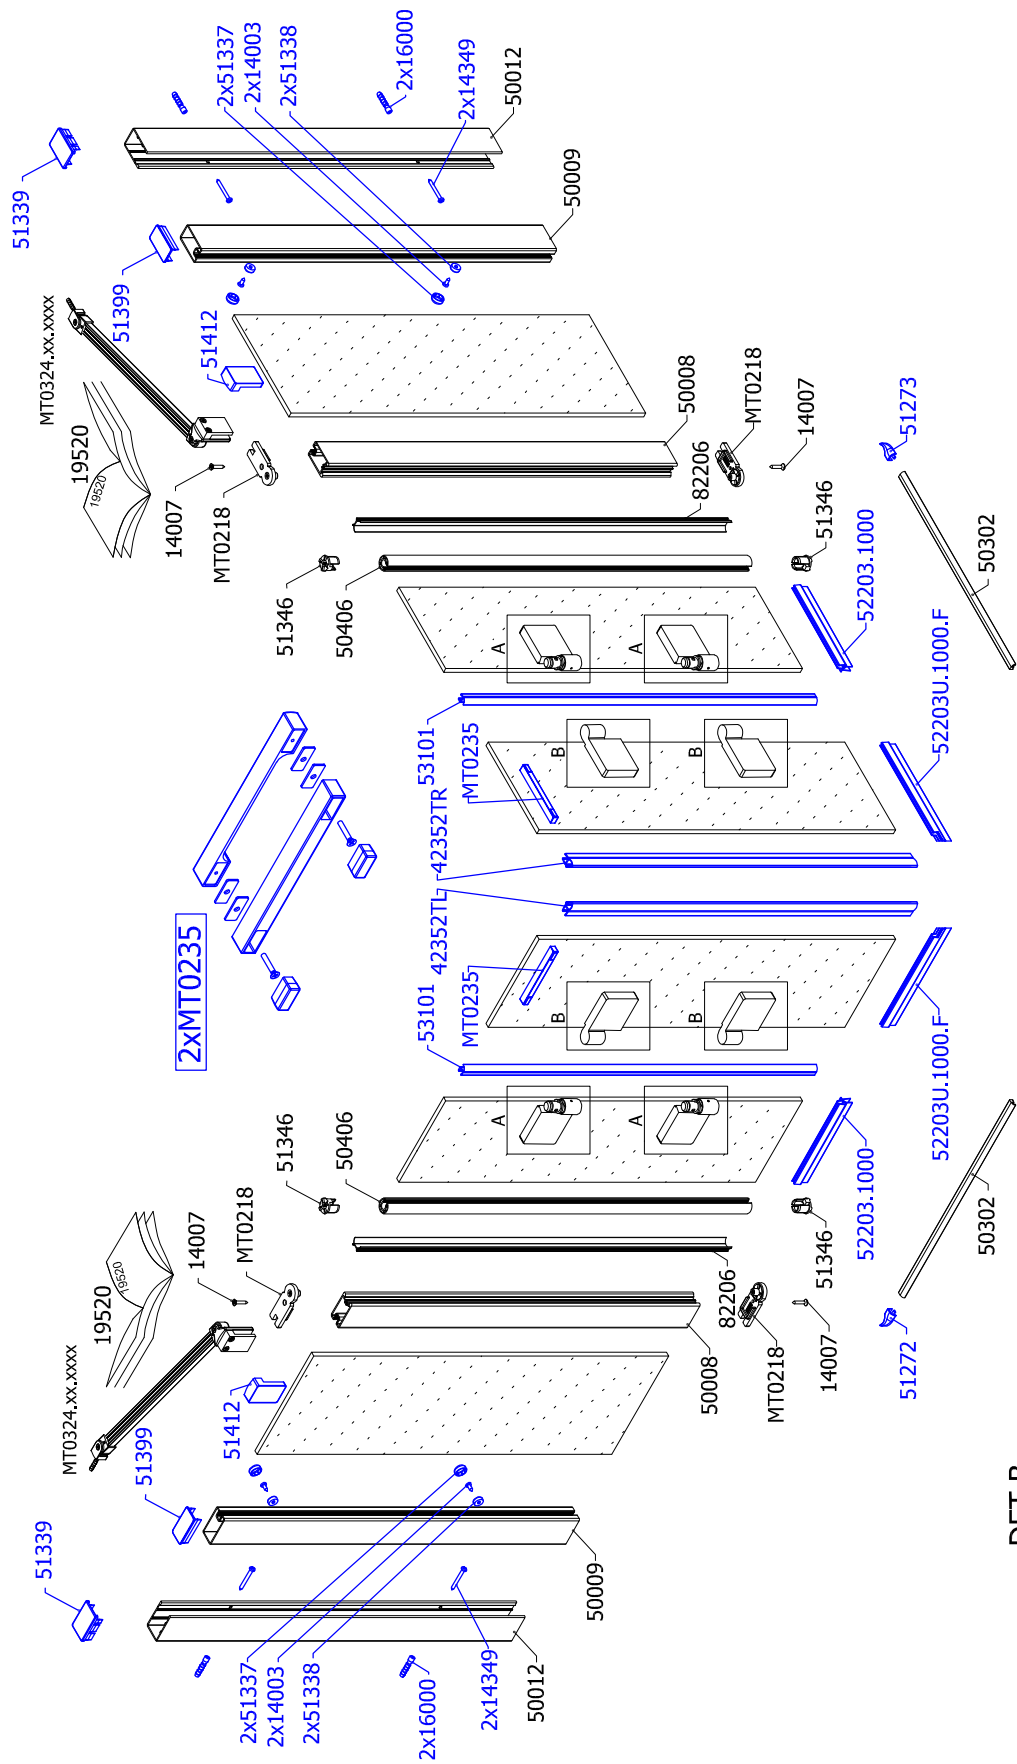 51339
51399
MT0324.xx.xxxx
19520
19520
14007
MT0218
51412
2x51337
2x14003
2x51338
2x16000
2x14349
50012
50009
50008
MT0218
14007
82206
51346
50406
51346
A
A
52203.1000
51273
50302
53101
MT0235
B
B
52203U.1000.F
42352TR
42352TL
2xMT0235
53101
MT0235
B
B
52203U.1000.F
A
A
51346
50406
51346
52203.1000
50302
51272
82206
MT0218
14007
50008
MT0218
14007
19520
19520
MT0324.xx.xxxx
51412
51399
51339
2x51337
2x14003
2x51338
2x16000
2x14349
50012
50009